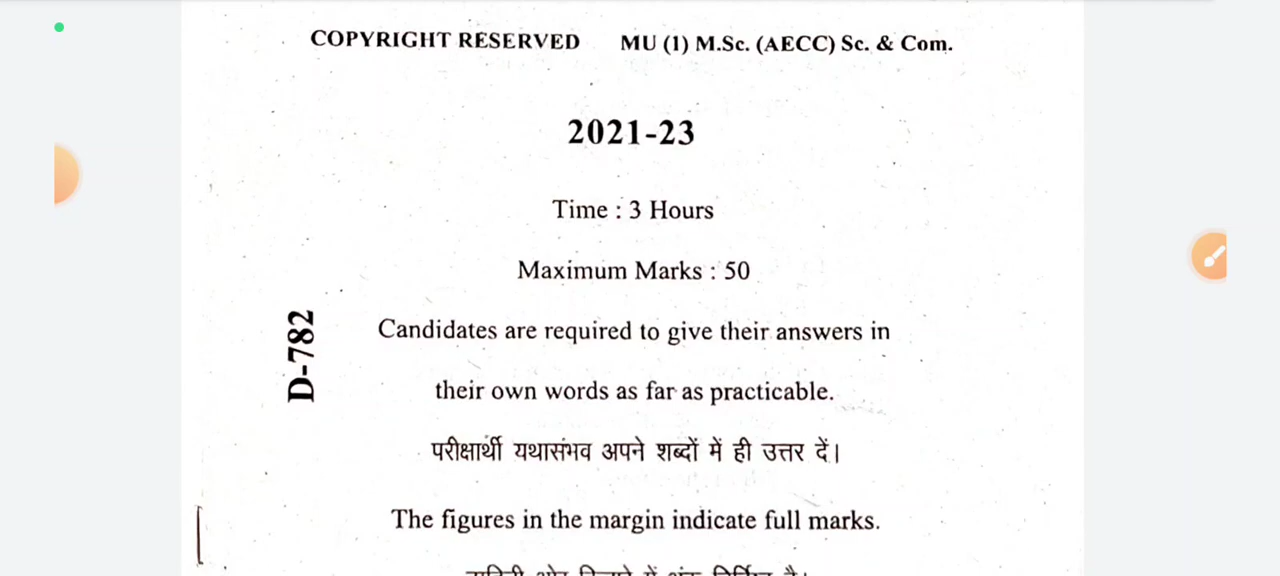 COPYRIGHT RESERVED MU (1) M.Sc. (AECC) Sc. & Com.
2021-23
Time : 3 Hours
Maximum Marks : 50
D-782
Candidates are required to give their answers in
their own words as far as practicable.
परीक्षार्थी यथासंभव अपने शब्दों में ही उत्तर दें।
The figures in the margin indicate full marks.